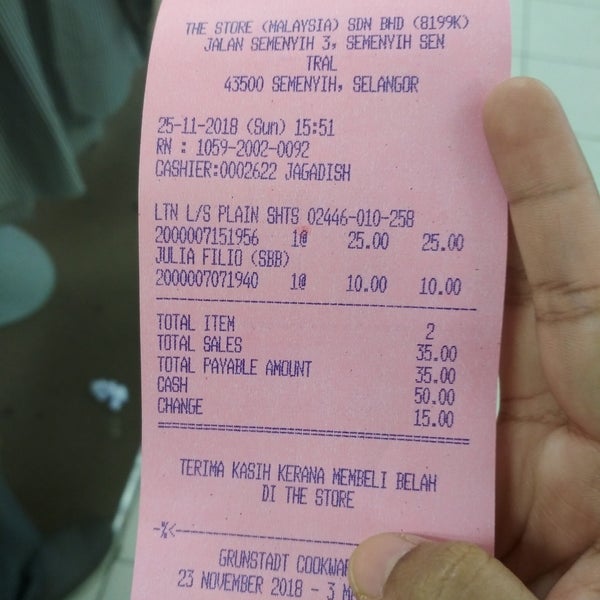 THE STORE (MALAYSIA) SDN BHD (8199K)
JALAN SEMENYIH 3, SEMENYIH SEN
TRAL
43500 SEMENYIH, SELANGOR
25-11-2018 (Sun) 15:51
RN : 1059-2002-0092
CASHIER:0002622 JAGADISH
LTN L/S PLAIN SHTS 02446-010-258
2000007151956 1@ 25.00 25.00
JULIA FILIO (SBB)
2000007071940 1@ 10.00 10.00
TOTAL ITEM 2
TOTAL SALES 35.00
TOTAL PAYABLE AMOUNT 35.00
CASH 50.00
CHANGE 15.00
TERIMA KASIH KERANA MEMBELI BELAH
DI THE STORE
-%<-
GRUNSTADT
23 NOVEMBER 2018 - 3